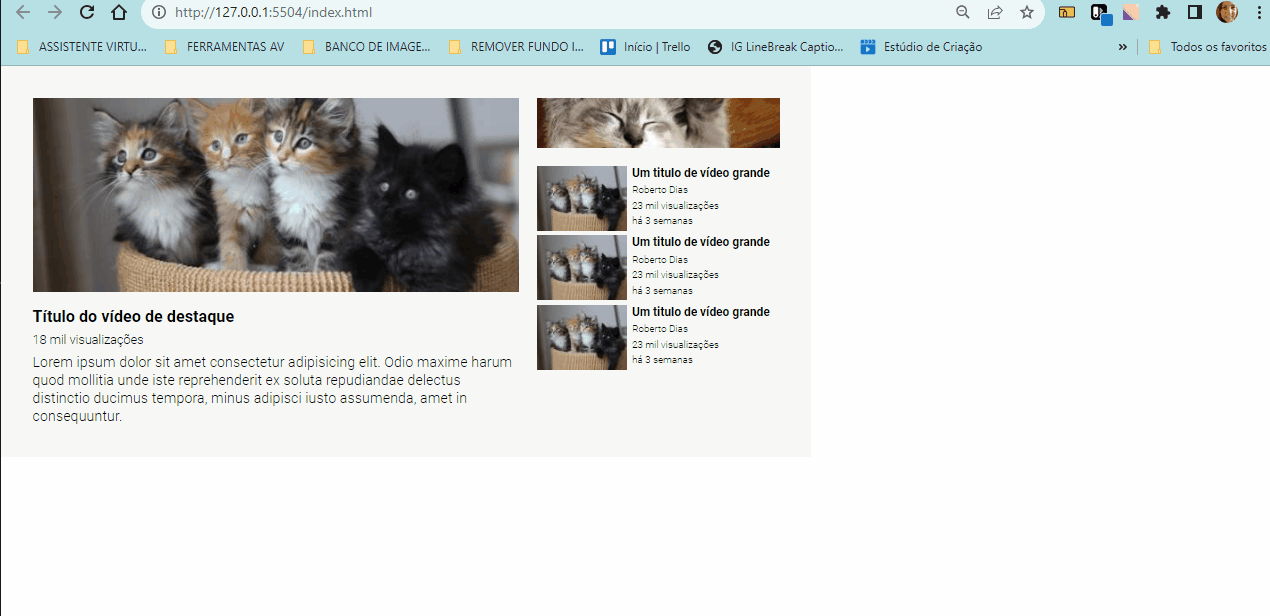 http://127.0.0.1:5504/index.html
ASSISTENTE VIRTU...
FERRAMENTAS AV
BANCO DE IMAGE...
REMOVER FUNDO I...
Início | Trello
IG LineBreak Captio...
Estúdio de Criação
»
Todos os favoritos
Título do vídeo de destaque
18 mil visualizações
Lorem ipsum dolor sit amet consectetur adipisicing elit. Odio maxime harum
quod mollitia unde iste reprehenderit ex soluta repudiandae delectus
distinctio ducimus tempora, minus adipisci iusto assumenda, amet in
consequuntur.
Um titulo de vídeo grande
Roberto Dias
23 mil visualizações
há 3 semanas
Um titulo de vídeo grande
Roberto Dias
23 mil visualizações
há 3 semanas
Um titulo de vídeo grande
Roberto Dias
23 mil visualizações
há 3 semanas